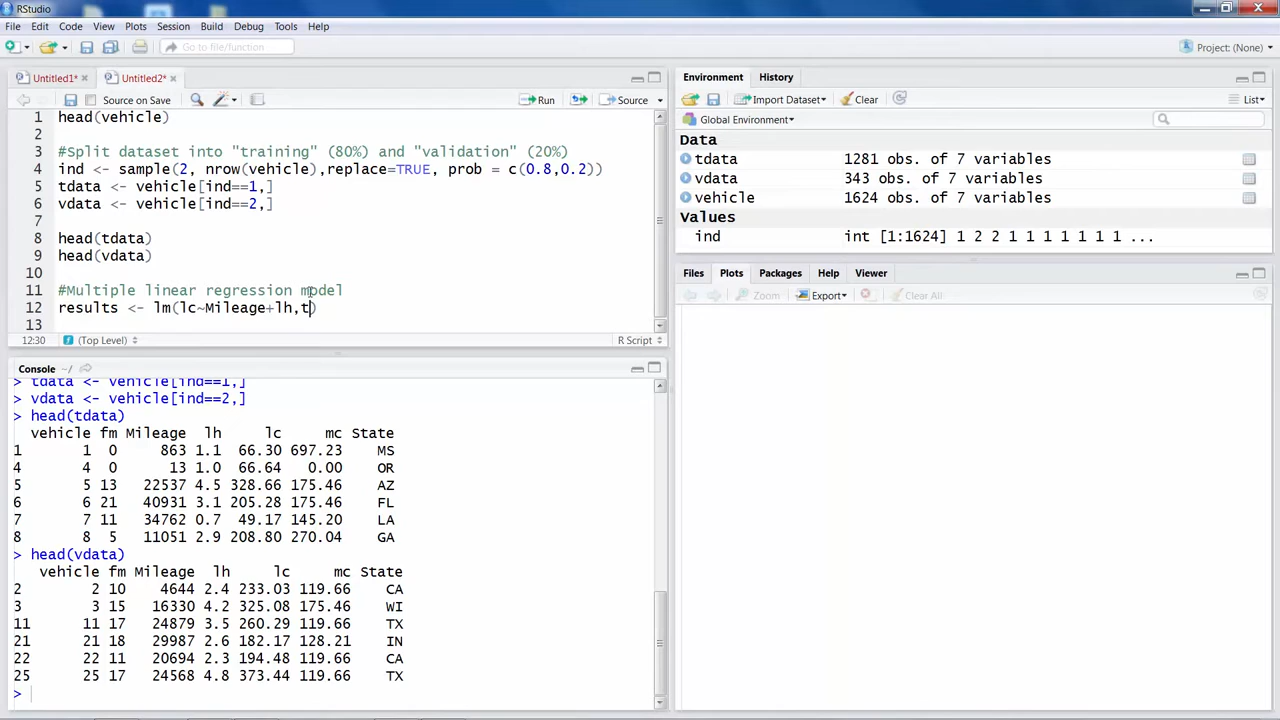 RStudio
File Edit Code View Plots Session Build Debug Tools Help
Go to file/function
Project: (None)
Untitled1* Untitled2*
Source on Save Run Source
1 head(vehicle)
2
3 #Split dataset into "training" (80%) and "validation" (20%)
4 ind <- sample(2, nrow(vehicle),replace=TRUE, prob = c(0.8,0.2))
5 tdata <- vehicle[ind==1,]
6 vdata <- vehicle[ind==2,]
7
8 head(tdata)
9 head(vdata)
10
11 #Multiple linear regression model
12 results <- lm(lc~Mileage+lh,t)
13
12:30 (Top Level) R Script
Console ~/
> tdata <- vehicle[ind==1,]
> vdata <- vehicle[ind==2,]
> head(tdata)
vehicle fm Mileage lh lc mc State
1 1 0 863 1.1 66.30 697.23 MS
4 4 0 13 1.0 66.64 0.00 OR
5 5 13 22537 4.5 328.66 175.46 AZ
6 6 21 40931 3.1 205.28 175.46 FL
7 7 11 34762 0.7 49.17 145.20 LA
8 8 5 11051 2.9 208.80 270.04 GA
> head(vdata)
vehicle fm Mileage lh lc mc State
2 2 10 4644 2.4 233.03 119.66 CA
3 3 15 16330 4.2 325.08 175.46 WI
11 11 17 24879 3.5 260.29 119.66 TX
21 21 18 29987 2.6 182.17 128.21 IN
22 22 11 20694 2.3 194.48 119.66 CA
25 25 17 24568 4.8 373.44 119.66 TX
>
Environment History
Import Dataset Clear List
Global Environment
Data
tdata 1281 obs. of 7 variables
vdata 343 obs. of 7 variables
vehicle 1624 obs. of 7 variables
Values
ind int [1:1624] 1 2 2 1 1 1 1 1 1 1 ...
Files Plots Packages Help Viewer
Zoom Export Clear All